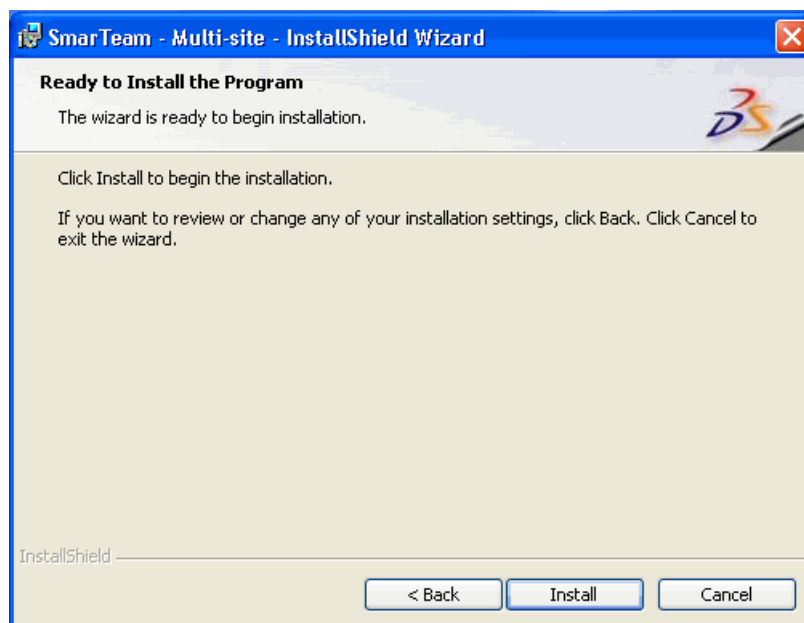 SmarTeam - Multi-site - InstallShield Wizard
Ready to Install the Program
The wizard is ready to begin installation.
Click Install to begin the installation.
If you want to review or change any of your installation settings, click Back. Click Cancel to
exit the wizard.
InstallShield
< Back Install Cancel